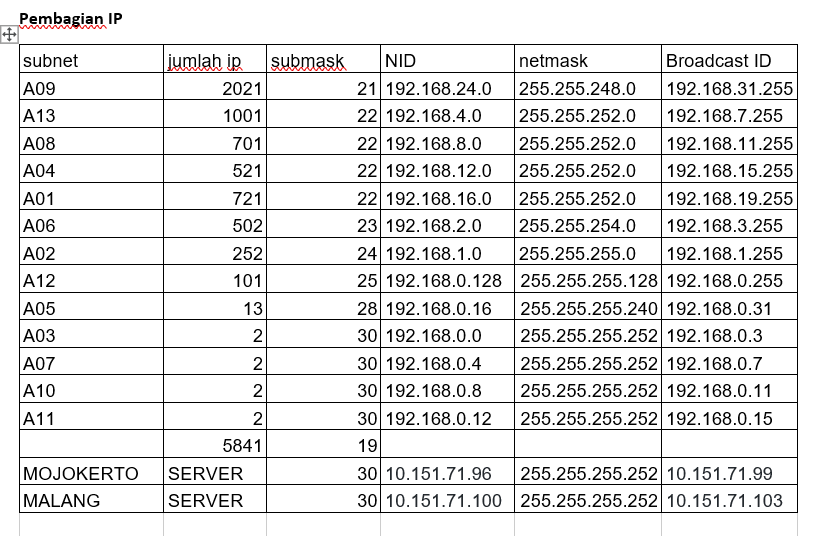 Pembagian IP
subnet jumlah ip submask NID netmask Broadcast ID
A09 2021 21 192.168.24.0 255.255.248.0 192.168.31.255
A13 1001 22 192.168.4.0 255.255.252.0 192.168.7.255
A08 701 22 192.168.8.0 255.255.252.0 192.168.11.255
A04 521 22 192.168.12.0 255.255.252.0 192.168.15.255
A01 721 22 192.168.16.0 255.255.252.0 192.168.19.255
A06 502 23 192.168.2.0 255.255.254.0 192.168.3.255
A02 252 24 192.168.1.0 255.255.255.0 192.168.1.255
A12 101 25 192.168.0.128 255.255.255.128 192.168.0.255
A05 13 28 192.168.0.16 255.255.255.240 192.168.0.31
A03 2 30 192.168.0.0 255.255.255.252 192.168.0.3
A07 2 30 192.168.0.4 255.255.255.252 192.168.0.7
A10 2 30 192.168.0.8 255.255.255.252 192.168.0.11
A11 2 30 192.168.0.12 255.255.255.252 192.168.0.15
5841 19
MOJOKERTO SERVER 30 10.151.71.96 255.255.255.252 10.151.71.99
MALANG SERVER 30 10.151.71.100 255.255.255.252 10.151.71.103